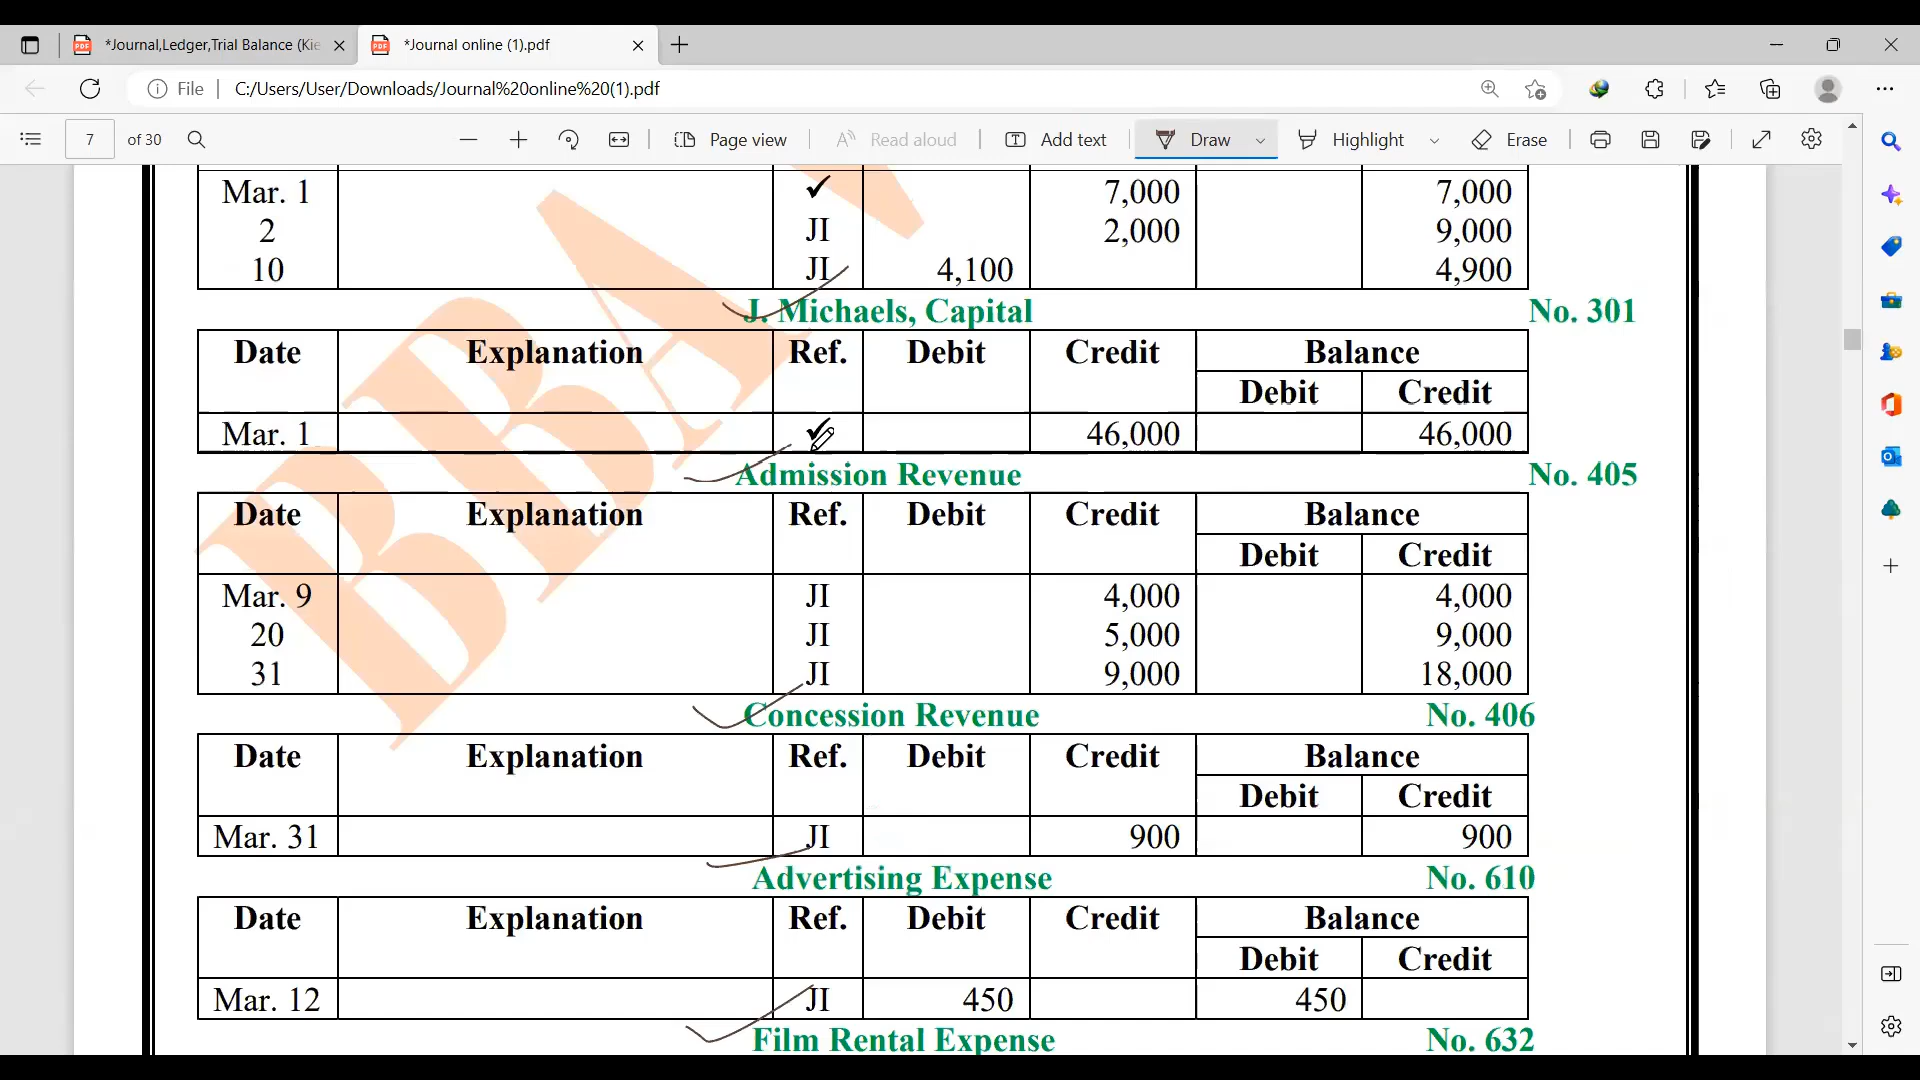 *Journal,Ledger,Trial Balance (Kie
*Journal online (1).pdf
File C:/Users/User/Downloads/Journal%20online%20(1).pdf
7 of 30 Page view Read aloud Add text Draw Highlight Erase
Mar. 1 ✓ 7,000 7,000
2 JI 2,000 9,000
10 JI 4,100 4,900
J. Michaels, Capital No. 301
Date Explanation Ref. Debit Credit Balance
Debit Credit
Mar. 1 ✓ 46,000 46,000
Admission Revenue No. 405
Date Explanation Ref. Debit Credit Balance
Debit Credit
Mar. 9 JI 4,000 4,000
20 JI 5,000 9,000
31 JI 9,000 18,000
Concession Revenue No. 406
Date Explanation Ref. Debit Credit Balance
Debit Credit
Mar. 31 JI 900 900
Advertising Expense No. 610
Date Explanation Ref. Debit Credit Balance
Debit Credit
Mar. 12 JI 450 450
Film Rental Expense No. 632
BBA